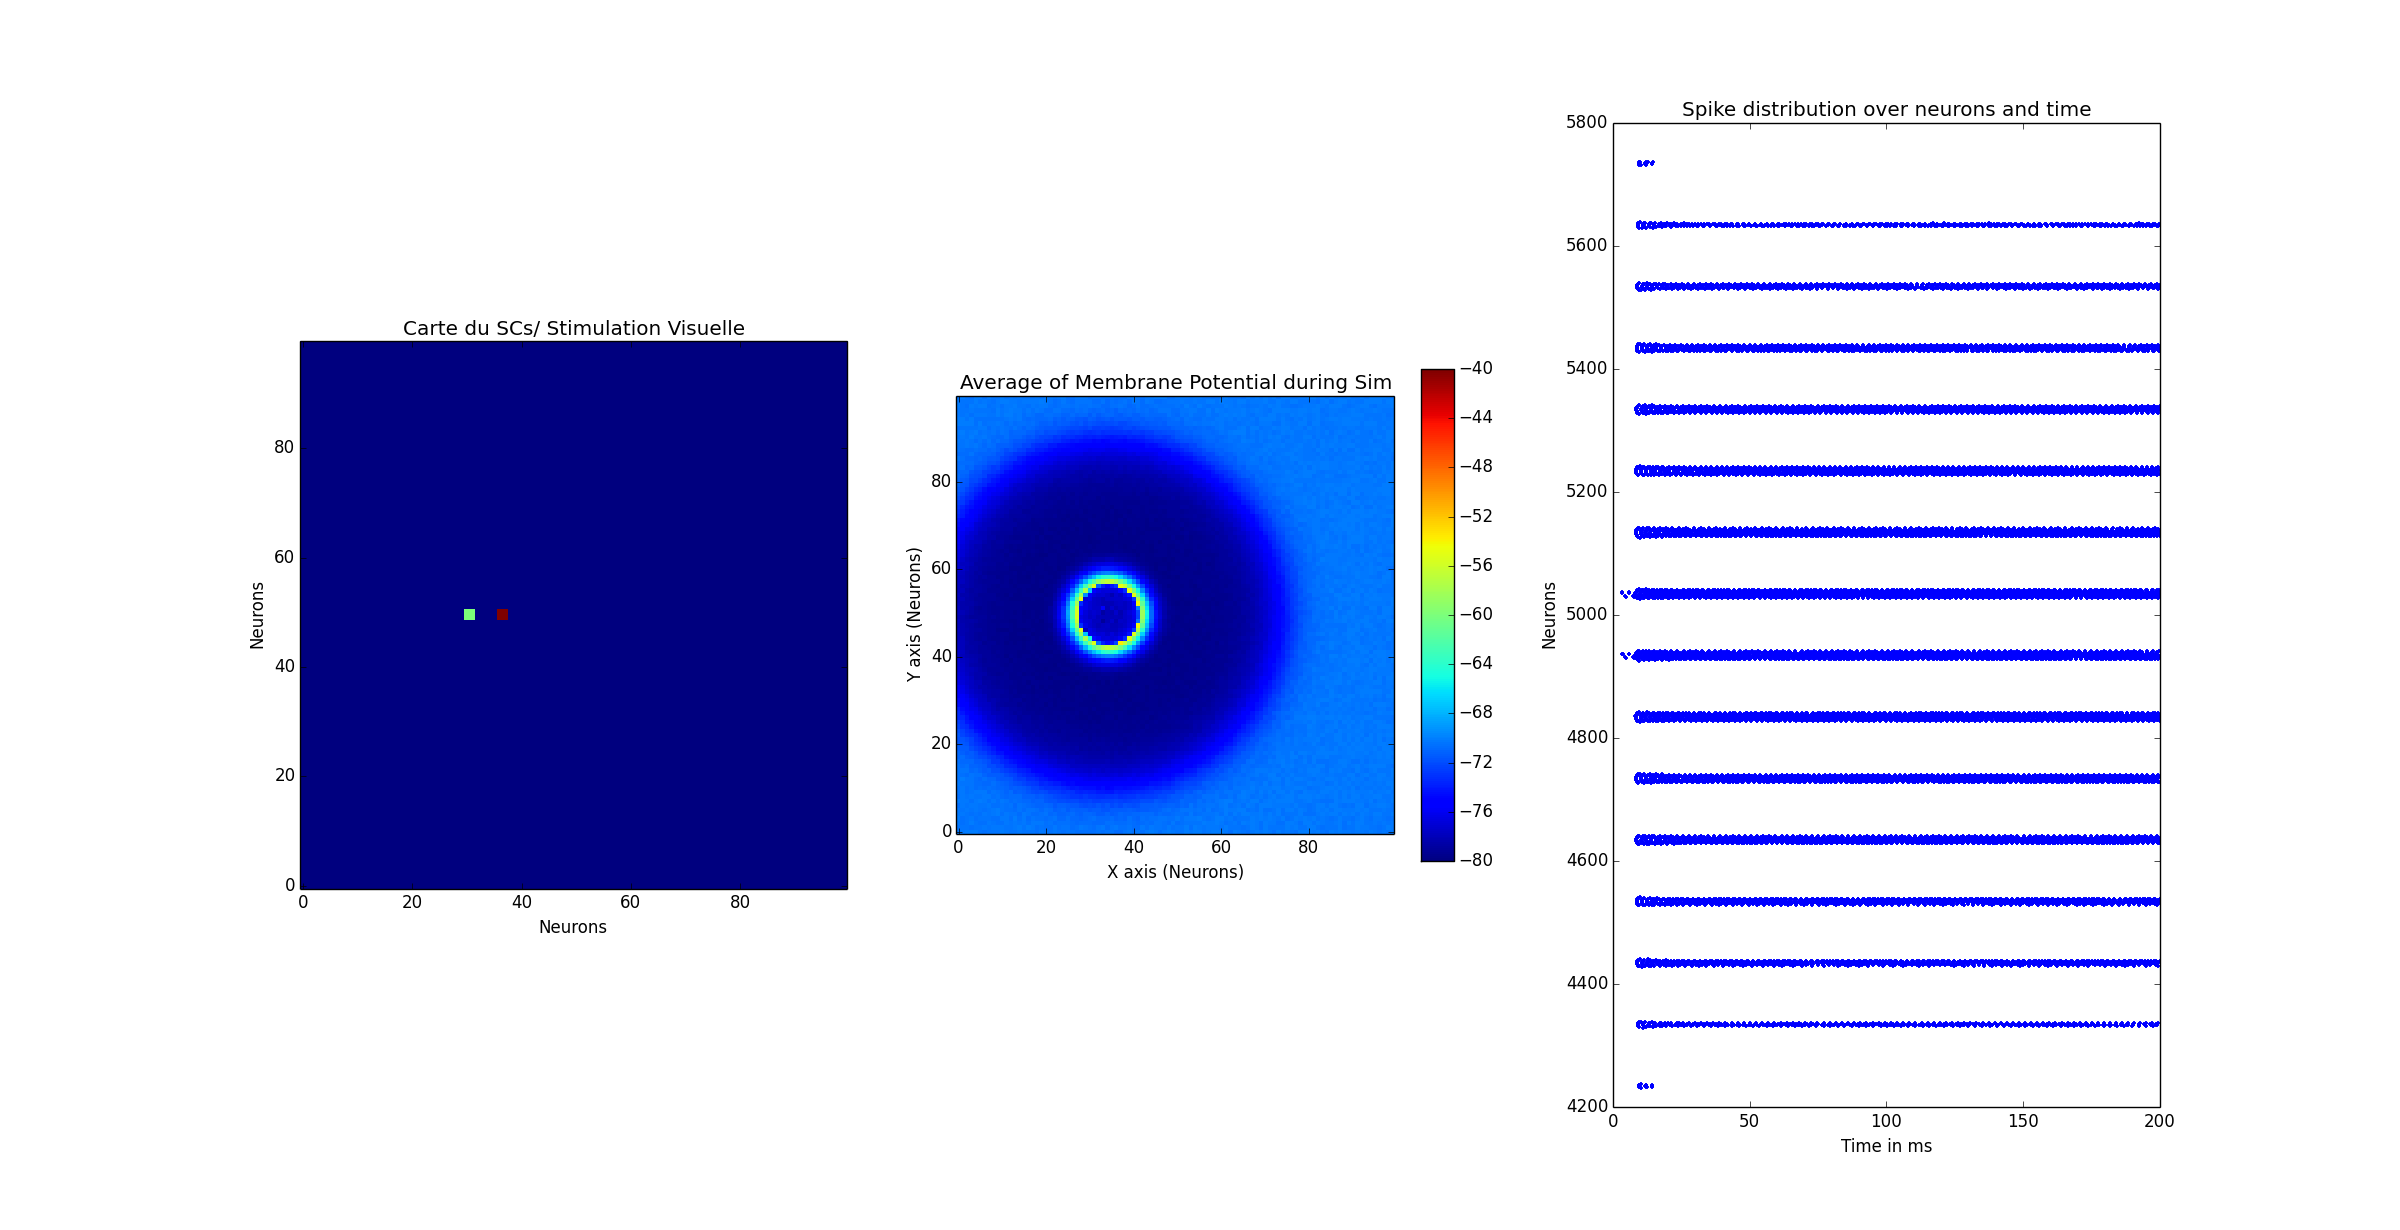 Carte du SCs/ Stimulation Visuelle
Neurons
80
60
40
20
0
0 20 40 60 80
Neurons
Average of Membrane Potential during Sim
Y axis (Neurons)
80
60
40
20
0
0 20 40 60 80
X axis (Neurons)
−40
−44
−48
−52
−56
−60
−64
−68
−72
−76
−80
Spike distribution over neurons and time
Neurons
5800
5600
5400
5200
5000
4800
4600
4400
4200
0 50 100 150 200
Time in ms